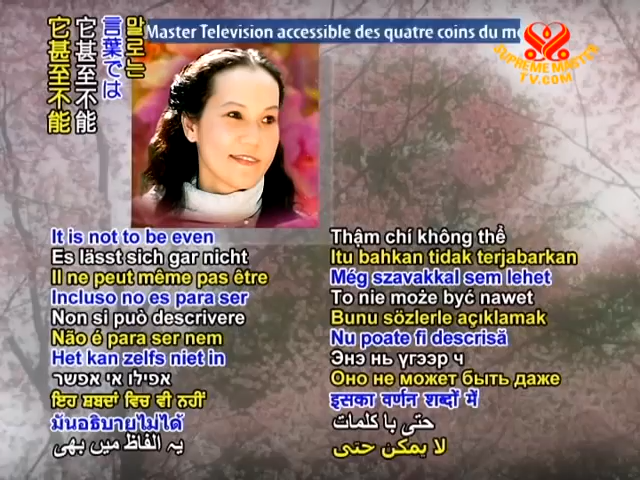 Master Television accessible des quatre coins du mo
SUPREME MASTER
TV.COM
말로는
言葉では
它甚至不能
它甚至不能
It is not to be even
Es lässt sich gar nicht
Il ne peut même pas être
Incluso no es para ser
Non si può descrivere
Não é para ser nem
Het kan zelfs niet in
אפילו אי אפשר
ਇਹ ਸ਼ਬਦਾਂ ਵਿਚ ਵੀ ਨਹੀਂ
มันอธิบายไม่ได้
یہ الفاظ میں بھی
Thậm chí không thể
Itu bahkan tidak terjabarkan
Még szavakkal sem lehet
To nie może być nawet
Bunu sözlerle açıklamak
Nu poate fi descrisă
Энэ нь үгээр ч
Оно не может быть даже
इसका वर्णन शब्दों में
حتی با کلمات
لا يمكن حتى